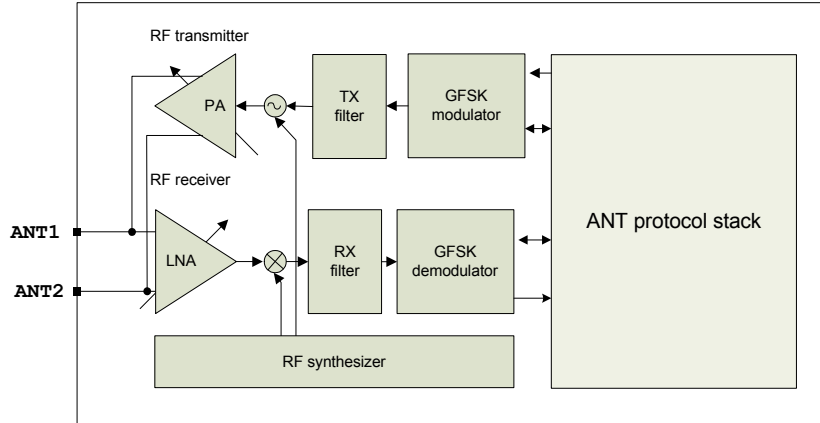 RF transmitter
PA
TX
filter
GFSK
modulator
RF receiver
ANT1
ANT2
LNA
RX
filter
GFSK
demodulator
ANT protocol stack
RF synthesizer